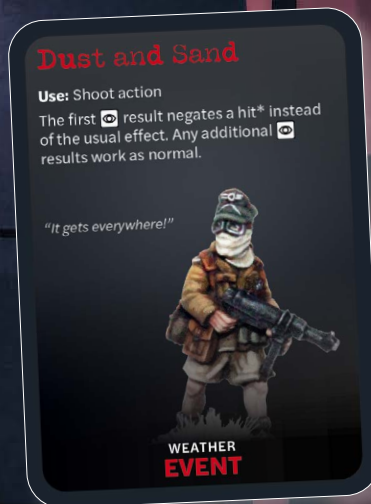 Dust and Sand
Use: Shoot action
The first result negates a hit* instead
of the usual effect. Any additional
results work as normal.
"It gets everywhere!"
WEATHER
EVENT